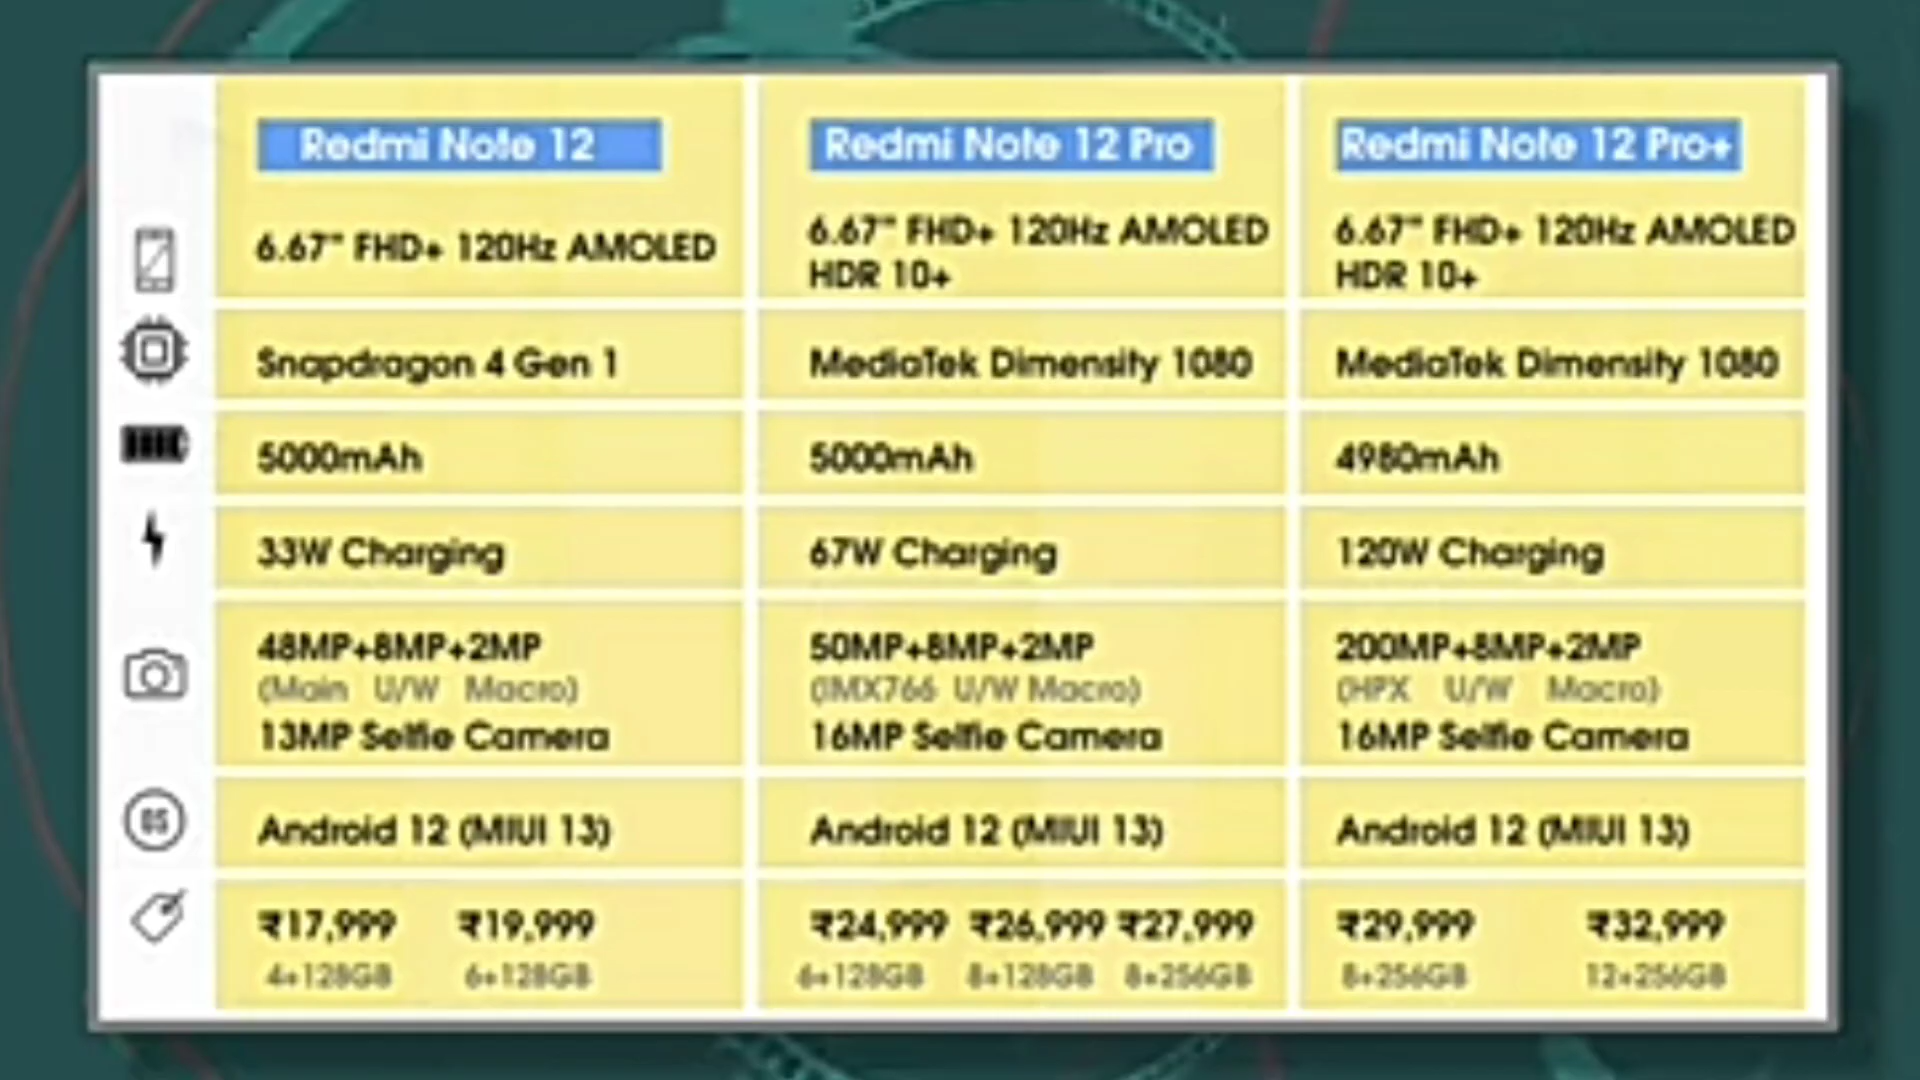 Redmi Note 12
Redmi Note 12 Pro
Redmi Note 12 Pro+
6.67" FHD+ 120Hz AMOLED
6.67" FHD+ 120Hz AMOLED
HDR 10+
6.67" FHD+ 120Hz AMOLED
HDR 10+
Snapdragon 4 Gen 1
MediaTek Dimensity 1080
MediaTek Dimensity 1080
5000mAh
5000mAh
4980mAh
33W Charging
67W Charging
120W Charging
48MP+8MP+2MP
(Main U/W Macro)
13MP Selfie Camera
50MP+8MP+2MP
(IMX766 U/W Macro)
16MP Selfie Camera
200MP+8MP+2MP
(HPX U/W Macro)
16MP Selfie Camera
OS
Android 12 (MIUI 13)
Android 12 (MIUI 13)
Android 12 (MIUI 13)
₹17,999 ₹19,999
4+128GB 6+128GB
₹24,999 ₹26,999 ₹27,999
6+128GB 8+128GB 8+256GB
₹29,999 ₹32,999
8+256GB 12+256GB